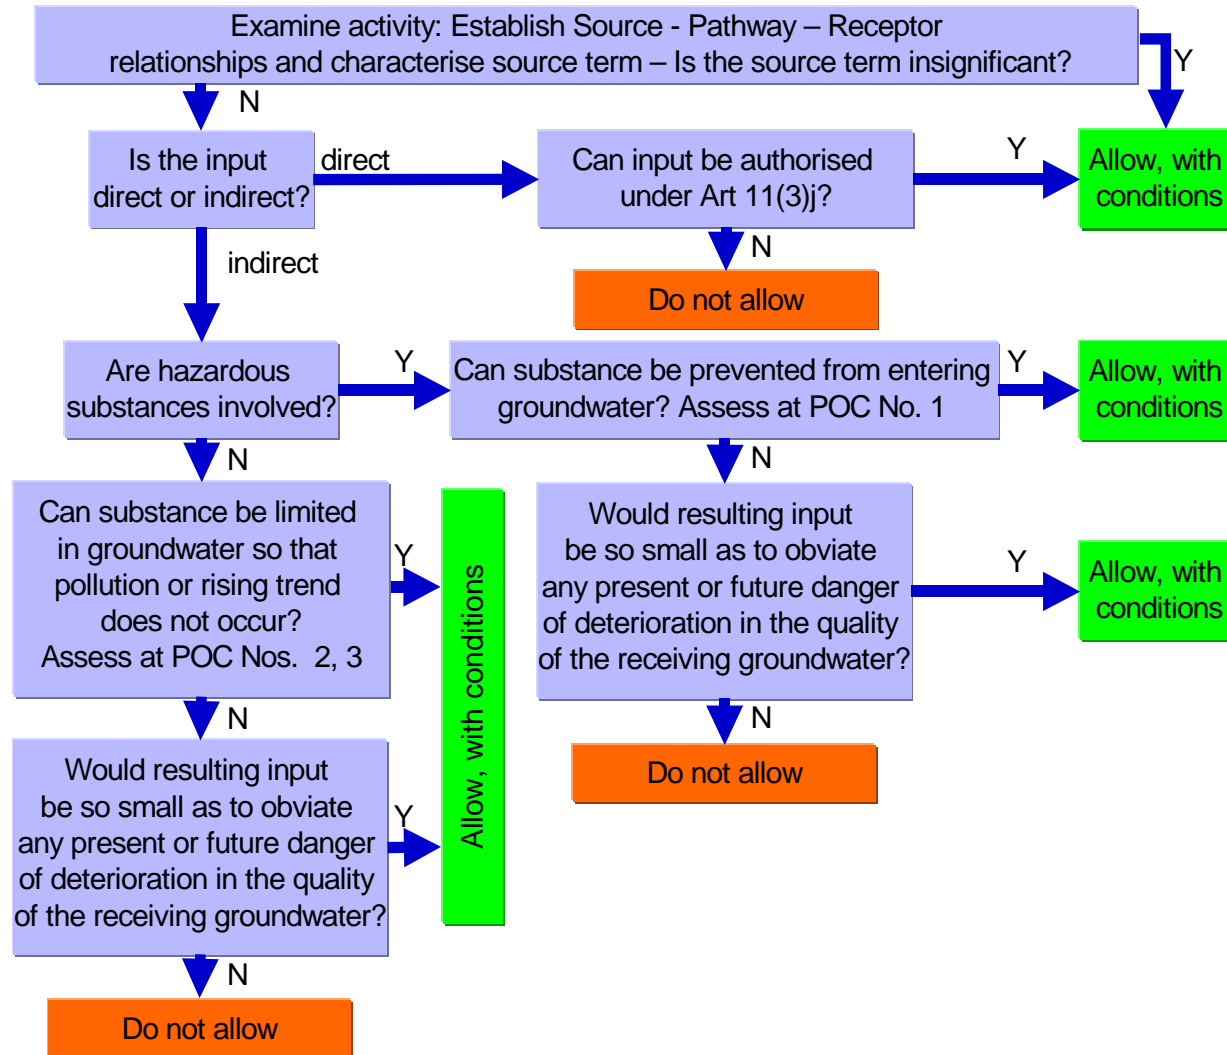 Examine activity: Establish Source - Pathway – Receptor
relationships and characterise source term – Is the source term insignificant?
Y
N
Is the input
direct or indirect?
direct
Can input be authorised
under Art 11(3)j?
Y
Allow, with
conditions
N
Do not allow
indirect
Are hazardous
substances involved?
Y
Can substance be prevented from entering
groundwater? Assess at POC No. 1
Y
Allow, with
conditions
N
N
Can substance be limited
in groundwater so that
pollution or rising trend
does not occur?
Assess at POC Nos. 2, 3
Y
Allow, with conditions
Would resulting input
be so small as to obviate
any present or future danger
of deterioration in the quality
of the receiving groundwater?
Y
Allow, with
conditions
N
Do not allow
N
Would resulting input
be so small as to obviate
any present or future danger
of deterioration in the quality
of the receiving groundwater?
Y
N
Do not allow